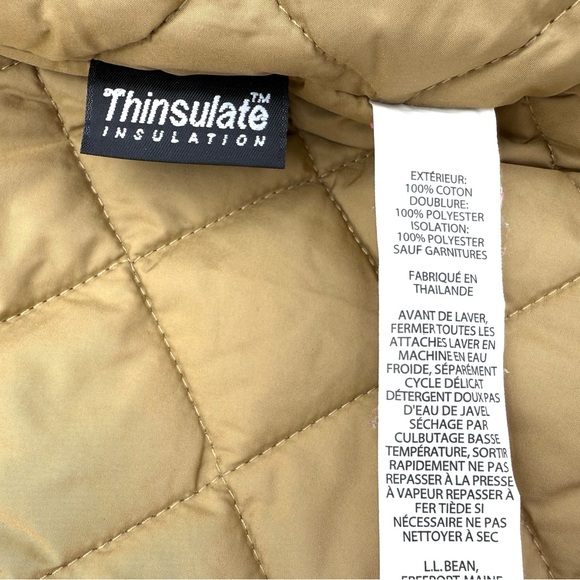 Thinsulate™
INSULATION
EXTÉRIEUR:
100% COTON
DOUBLURE:
100% POLYESTER
ISOLATION:
100% POLYESTER
SAUF GARNITURES
FABRIQUÉ EN
THAILANDE
AVANT DE LAVER,
FERMER TOUTES LES
ATTACHES LAVER EN
MACHINE EN EAU
FROIDE, SÉPARÉMENT
CYCLE DÉLICAT
DÉTERGENT DOUX PAS
D'EAU DE JAVEL
SÉCHAGE PAR
CULBUTAGE BASSE
TEMPÉRATURE, SORTIR
RAPIDEMENT NE PAS
REPASSER À LA PRESSE
À VAPEUR REPASSER À
FER TIÈDE SI
NÉCESSAIRE NE PAS
NETTOYER À SEC
L.L.BEAN,
FREEPORT MAINE